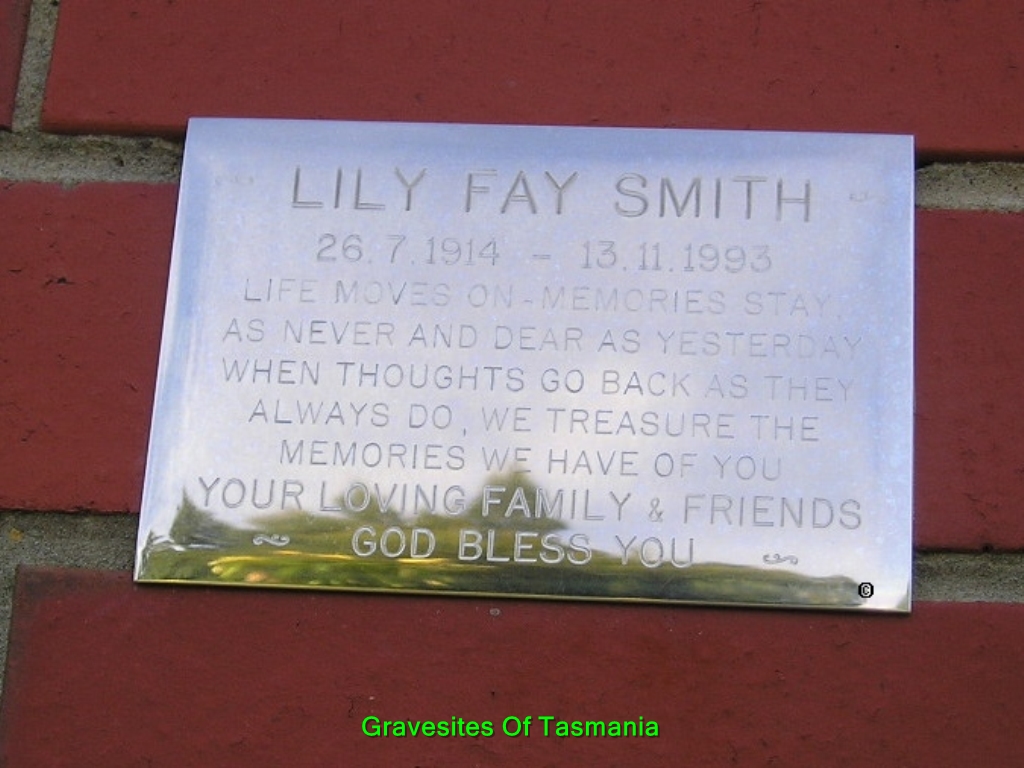 LILY FAY SMITH
26.7.1914 - 13.11.1993
LIFE MOVES ON - MEMORIES STAY.
AS NEVER AND DEAR AS YESTERDAY
WHEN THOUGHTS GO BACK AS THEY
ALWAYS DO, WE TREASURE THE
MEMORIES WE HAVE OF YOU
YOUR LOVING FAMILY & FRIENDS
GOD BLESS YOU
©
Gravesites Of Tasmania